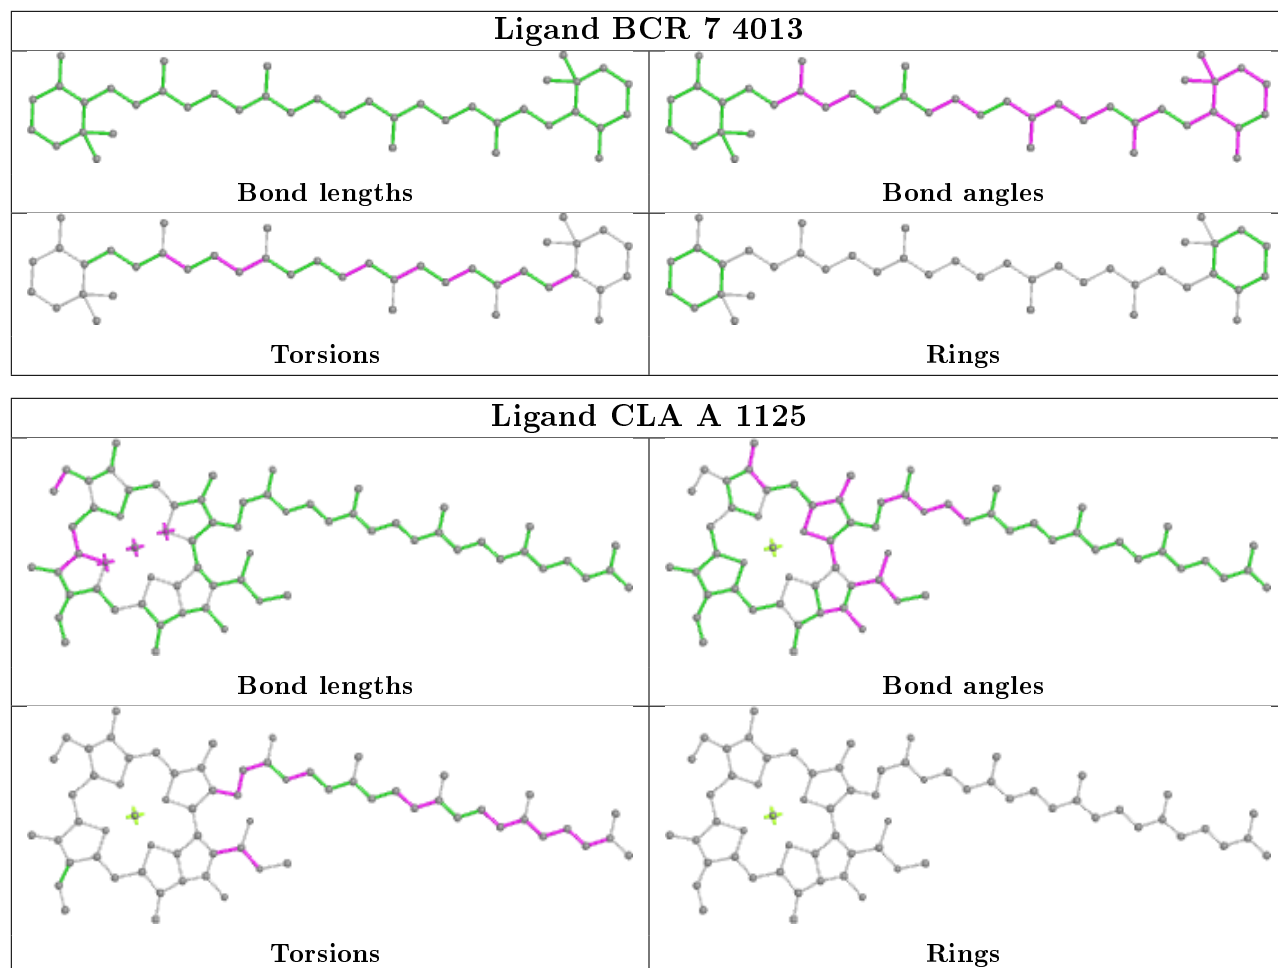 Ligand BCR 7 4013
Bond lengths
Bond angles
Torsions
Rings
Ligand CLA A 1125
Bond lengths
Bond angles
Torsions
Rings